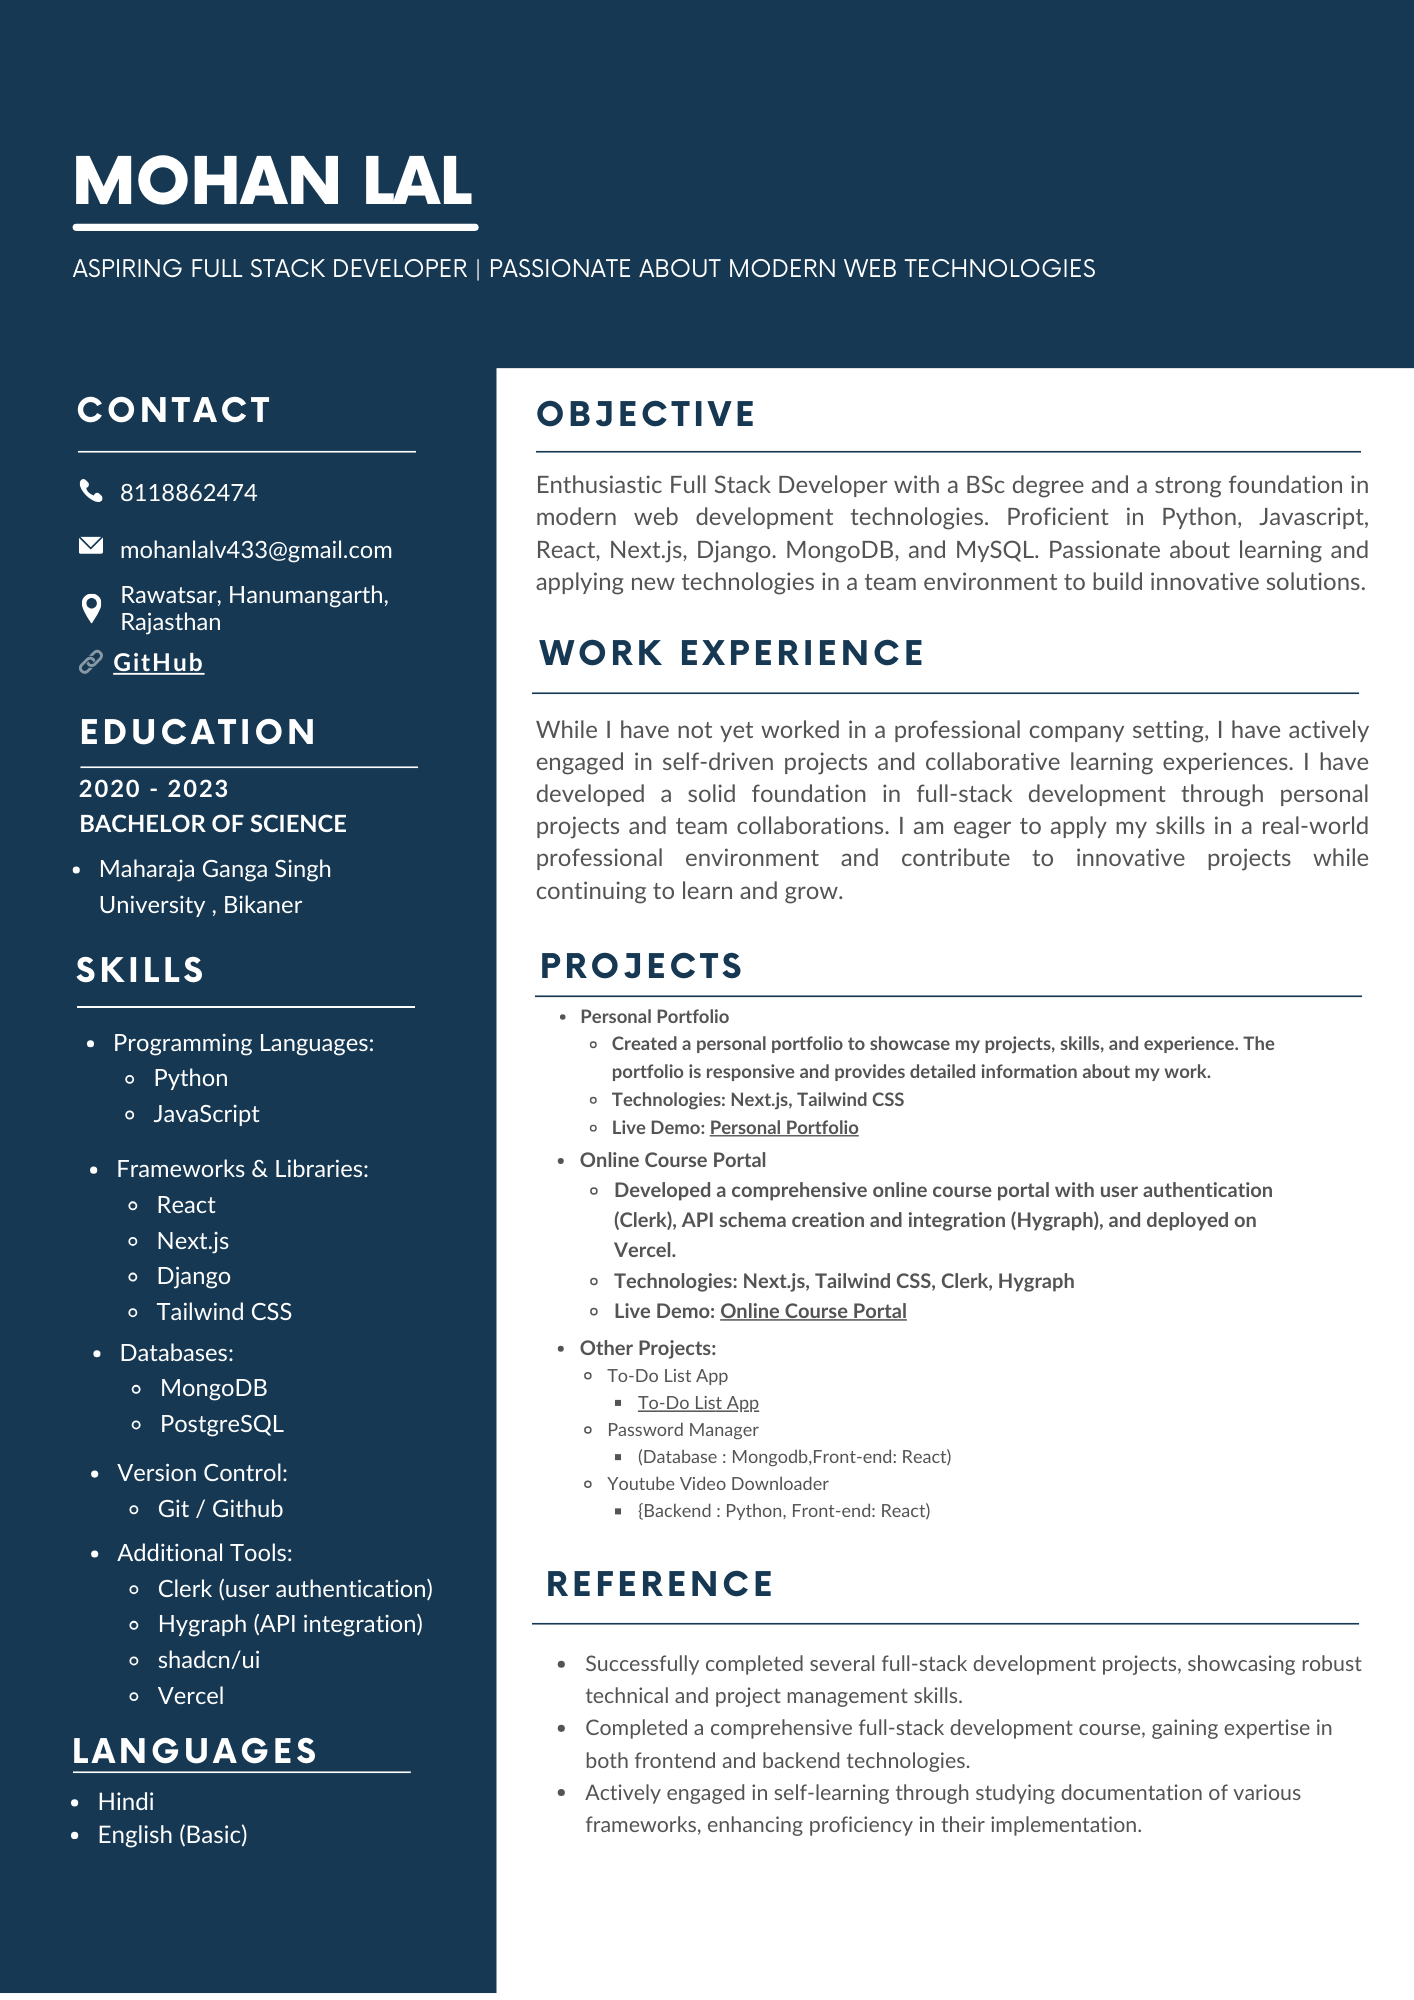 MOHAN LAL
ASPIRING FULL STACK DEVELOPER | PASSIONATE ABOUT MODERN WEB TECHNOLOGIES
CONTACT
8118862474
mohanlalv433@gmail.com
Rawatsar, Hanumangarth,
Rajasthan
GitHub
EDUCATION
2020 - 2023
BACHELOR OF SCIENCE
• Maharaja Ganga Singh
University , Bikaner
SKILLS
• Programming Languages:
◦ Python
◦ JavaScript
• Frameworks & Libraries:
◦ React
◦ Next.js
◦ Django
◦ Tailwind CSS
• Databases:
◦ MongoDB
◦ PostgreSQL
• Version Control:
◦ Git / Github
• Additional Tools:
◦ Clerk (user authentication)
◦ Hygraph (API integration)
◦ shadcn/ui
◦ Vercel
LANGUAGES
• Hindi
• English (Basic)
OBJECTIVE
Enthusiastic Full Stack Developer with a BSc degree and a strong foundation in
modern web development technologies. Proficient in Python, Javascript,
React, Next.js, Django. MongoDB, and MySQL. Passionate about learning and
applying new technologies in a team environment to build innovative solutions.
WORK EXPERIENCE
While I have not yet worked in a professional company setting, I have actively
engaged in self-driven projects and collaborative learning experiences. I have
developed a solid foundation in full-stack development through personal
projects and team collaborations. I am eager to apply my skills in a real-world
professional environment and contribute to innovative projects while
continuing to learn and grow.
PROJECTS
• Personal Portfolio
◦ Created a personal portfolio to showcase my projects, skills, and experience. The
portfolio is responsive and provides detailed information about my work.
◦ Technologies: Next.js, Tailwind CSS
◦ Live Demo: Personal Portfolio
• Online Course Portal
◦ Developed a comprehensive online course portal with user authentication
(Clerk), API schema creation and integration (Hygraph), and deployed on
Vercel.
◦ Technologies: Next.js, Tailwind CSS, Clerk, Hygraph
◦ Live Demo: Online Course Portal
• Other Projects:
◦ To-Do List App
▪ To-Do List App
◦ Password Manager
▪ (Database : Mongodb,Front-end: React)
◦ Youtube Video Downloader
▪ {Backend : Python, Front-end: React)
REFERENCE
• Successfully completed several full-stack development projects, showcasing robust
technical and project management skills.
• Completed a comprehensive full-stack development course, gaining expertise in
both frontend and backend technologies.
• Actively engaged in self-learning through studying documentation of various
frameworks, enhancing proficiency in their implementation.